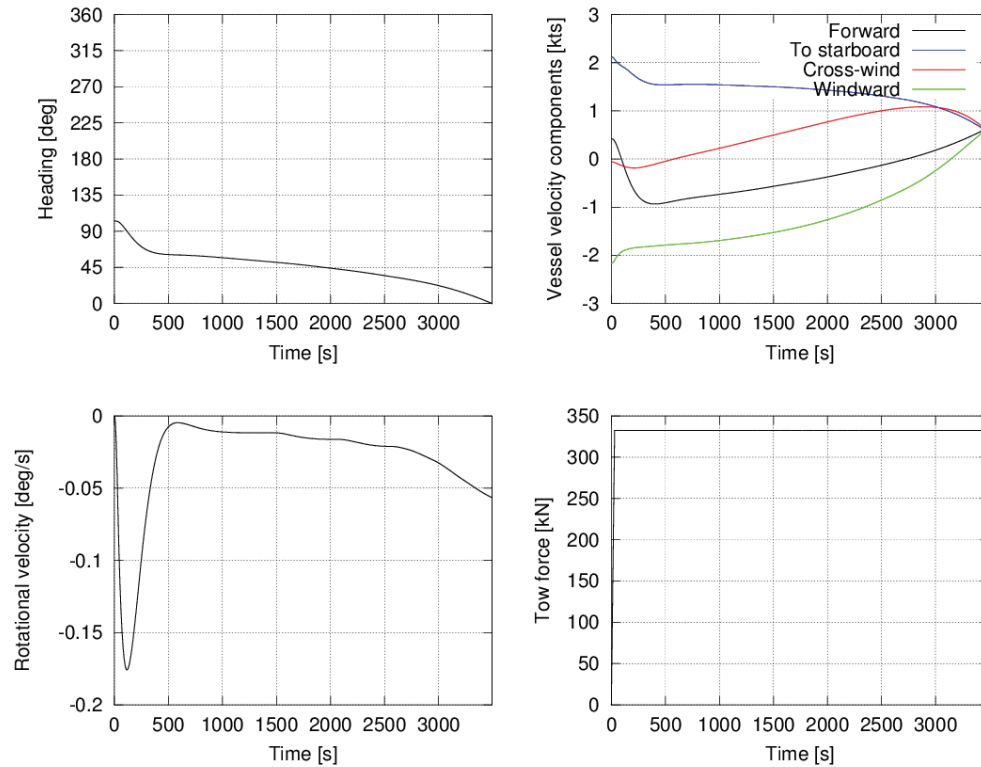 360
315
270
225
180
135
90
45
0
Heading [deg]
0 500 1000 1500 2000 2500 3000
Time [s]
3
2
1
0
-1
-2
-3
Vessel velocity components [kts]
Forward
To starboard
Cross-wind
Windward
0 500 1000 1500 2000 2500 3000
Time [s]
0
-0.05
-0.1
-0.15
-0.2
Rotational velocity [deg/s]
0 500 1000 1500 2000 2500 3000
Time [s]
350
300
250
200
150
100
50
0
Tow force [kN]
0 500 1000 1500 2000 2500 3000
Time [s]